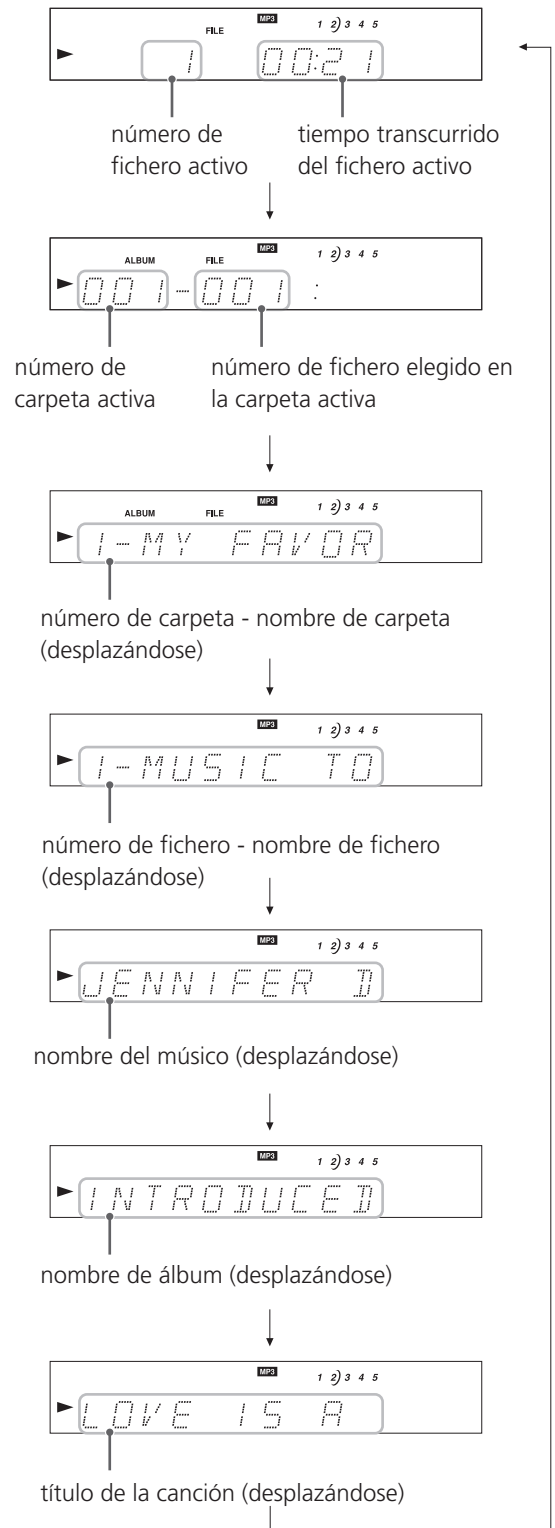 MP3 1 2) 3 4 5
FILE
1 00:21
número de
fichero activo
tiempo transcurrido
del fichero activo
MP3 1 2) 3 4 5
ALBUM FILE
001-001 :
número de
carpeta activa
número de fichero elegido en
la carpeta activa
MP3 1 2) 3 4 5
ALBUM FILE
1-MY FAVOR
número de carpeta - nombre de carpeta
(desplazándose)
MP3 1 2) 3 4 5
1-MUSIC TO
número de fichero - nombre de fichero
(desplazándose)
MP3 1 2) 3 4 5
JENNIFER D
nombre del músico (desplazándose)
MP3 1 2) 3 4 5
INTRODUCED
nombre de álbum (desplazándose)
MP3 1 2) 3 4 5
LOVE IS A
título de la canción (desplazándose)